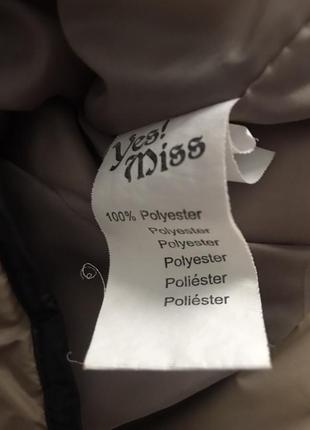 Yes!
Miss
100% Polyester
Polyester
Polyester
Polyester
Poliéster
Poliéster